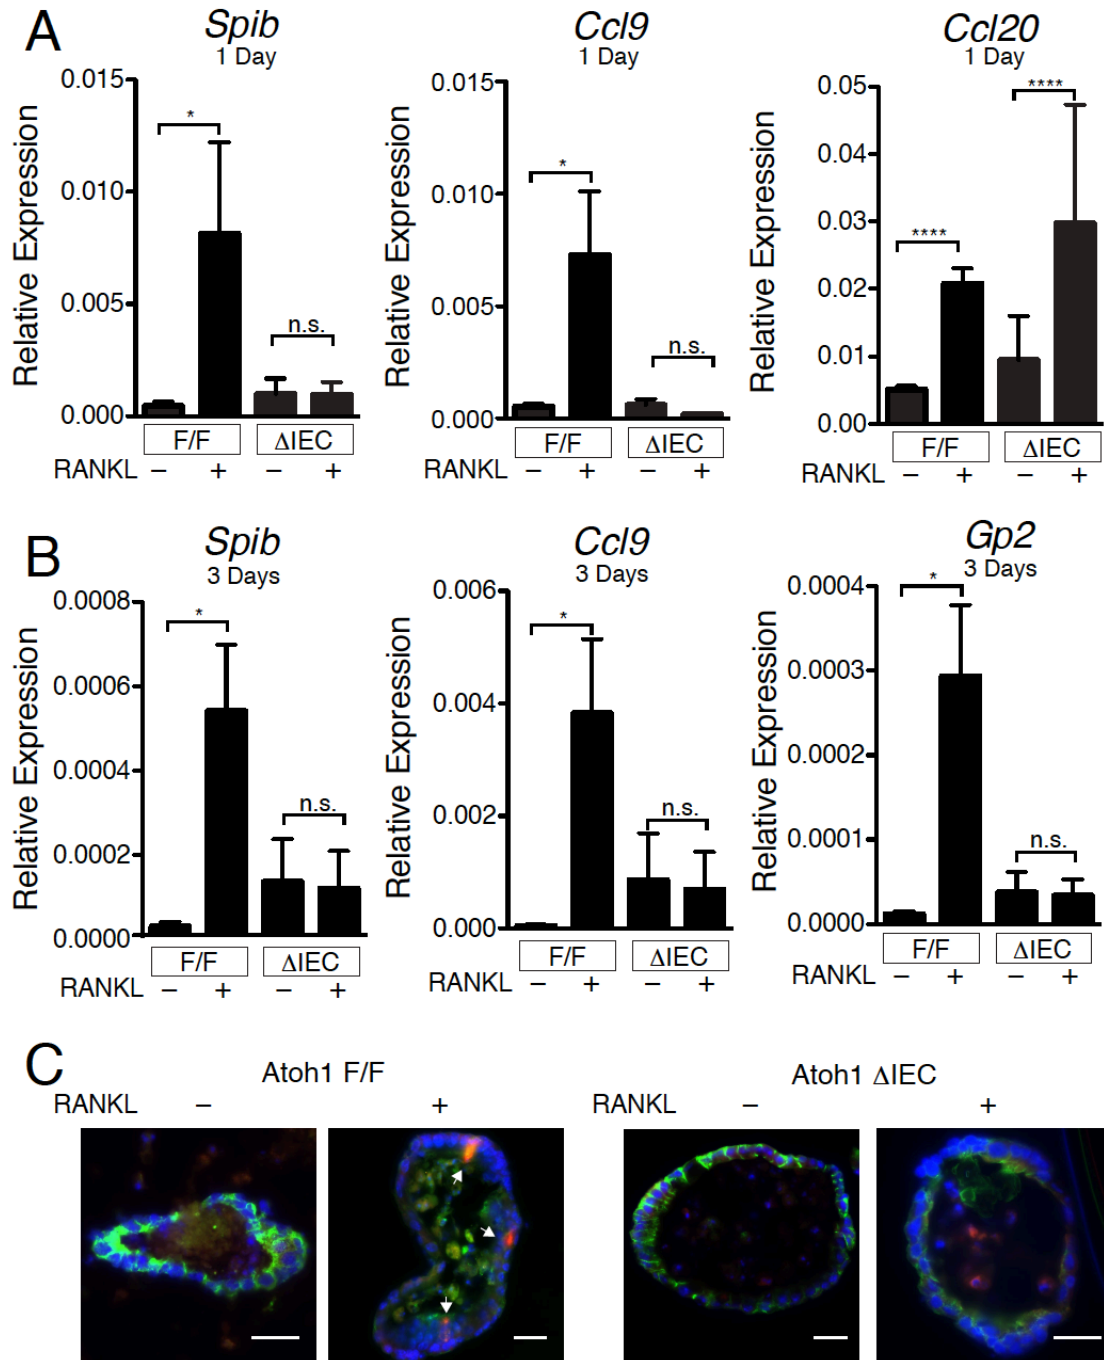 A
Spib
1 Day
Relative Expression
0.015
0.010
0.005
0.000
*
n.s.
F/F
ΔIEC
RANKL – + – +
Ccl9
1 Day
Relative Expression
0.015
0.010
0.005
0.000
*
n.s.
F/F
ΔIEC
– + – +
Ccl20
1 Day
Relative Expression
0.05
0.04
0.03
0.02
0.01
0.00
****
****
F/F
ΔIEC
– + – +
B
Spib
3 Days
Relative Expression
0.0008
0.0006
0.0004
0.0002
0.0000
*
n.s.
F/F
ΔIEC
RANKL – + – +
Ccl9
3 Days
Relative Expression
0.006
0.004
0.002
0.000
*
n.s.
F/F
ΔIEC
RANKL – + – +
Gp2
3 Days
Relative Expression
0.0004
0.0003
0.0002
0.0001
0.0000
*
n.s.
F/F
ΔIEC
RANKL – + – +
C
Atoh1 F/F
RANKL – +
Atoh1 ΔIEC
RANKL – +